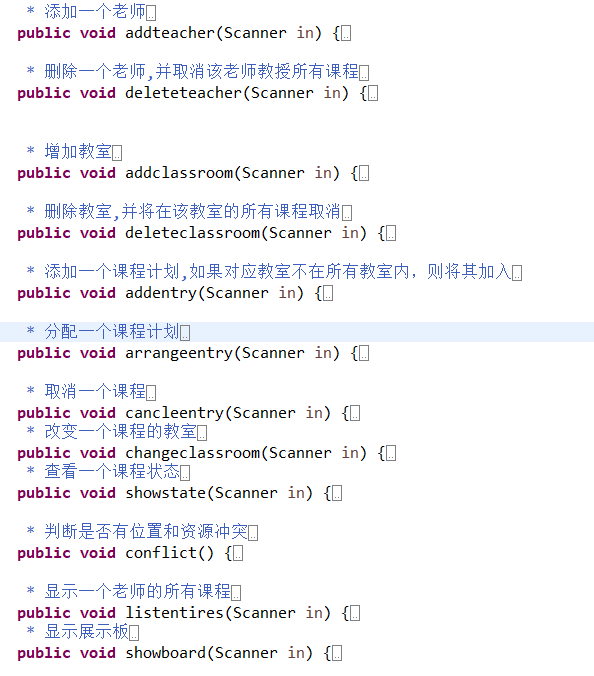 * 添加一个老师
public void addteacher(Scanner in) {
* 删除一个老师,并取消该老师教授所有课程
public void deleteteacher(Scanner in) {
* 增加教室
public void addclassroom(Scanner in) {
* 删除教室,并将在该教室的所有课程取消
public void deleteclassroom(Scanner in) {
* 添加一个课程计划,如果对应教室不在所有教室内，则将其加入
public void addentry(Scanner in) {
* 分配一个课程计划
public void arrangeentry(Scanner in) {
* 取消一个课程
public void cancleentry(Scanner in) {
* 改变一个课程的教室
public void changeclassroom(Scanner in) {
* 查看一个课程状态
public void showstate(Scanner in) {
* 判断是否有位置和资源冲突
public void conflict() {
* 显示一个老师的所有课程
public void listentires(Scanner in) {
* 显示展示板
public void showboard(Scanner in) {